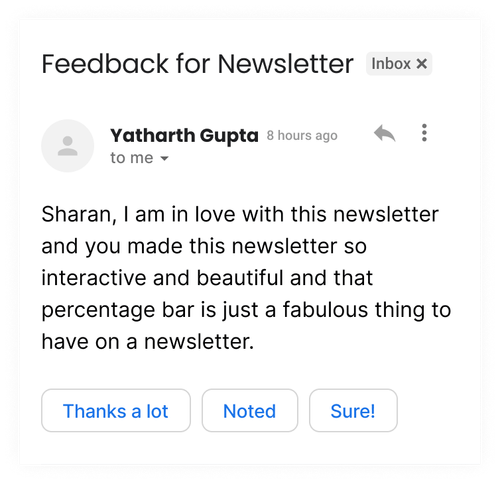 Feedback for Newsletter Inbox ✕
Yatharth Gupta 8 hours ago
to me
Sharan, I am in love with this newsletter
and you made this newsletter so
interactive and beautiful and that
percentage bar is just a fabulous thing to
have on a newsletter.
Thanks a lot Noted Sure!